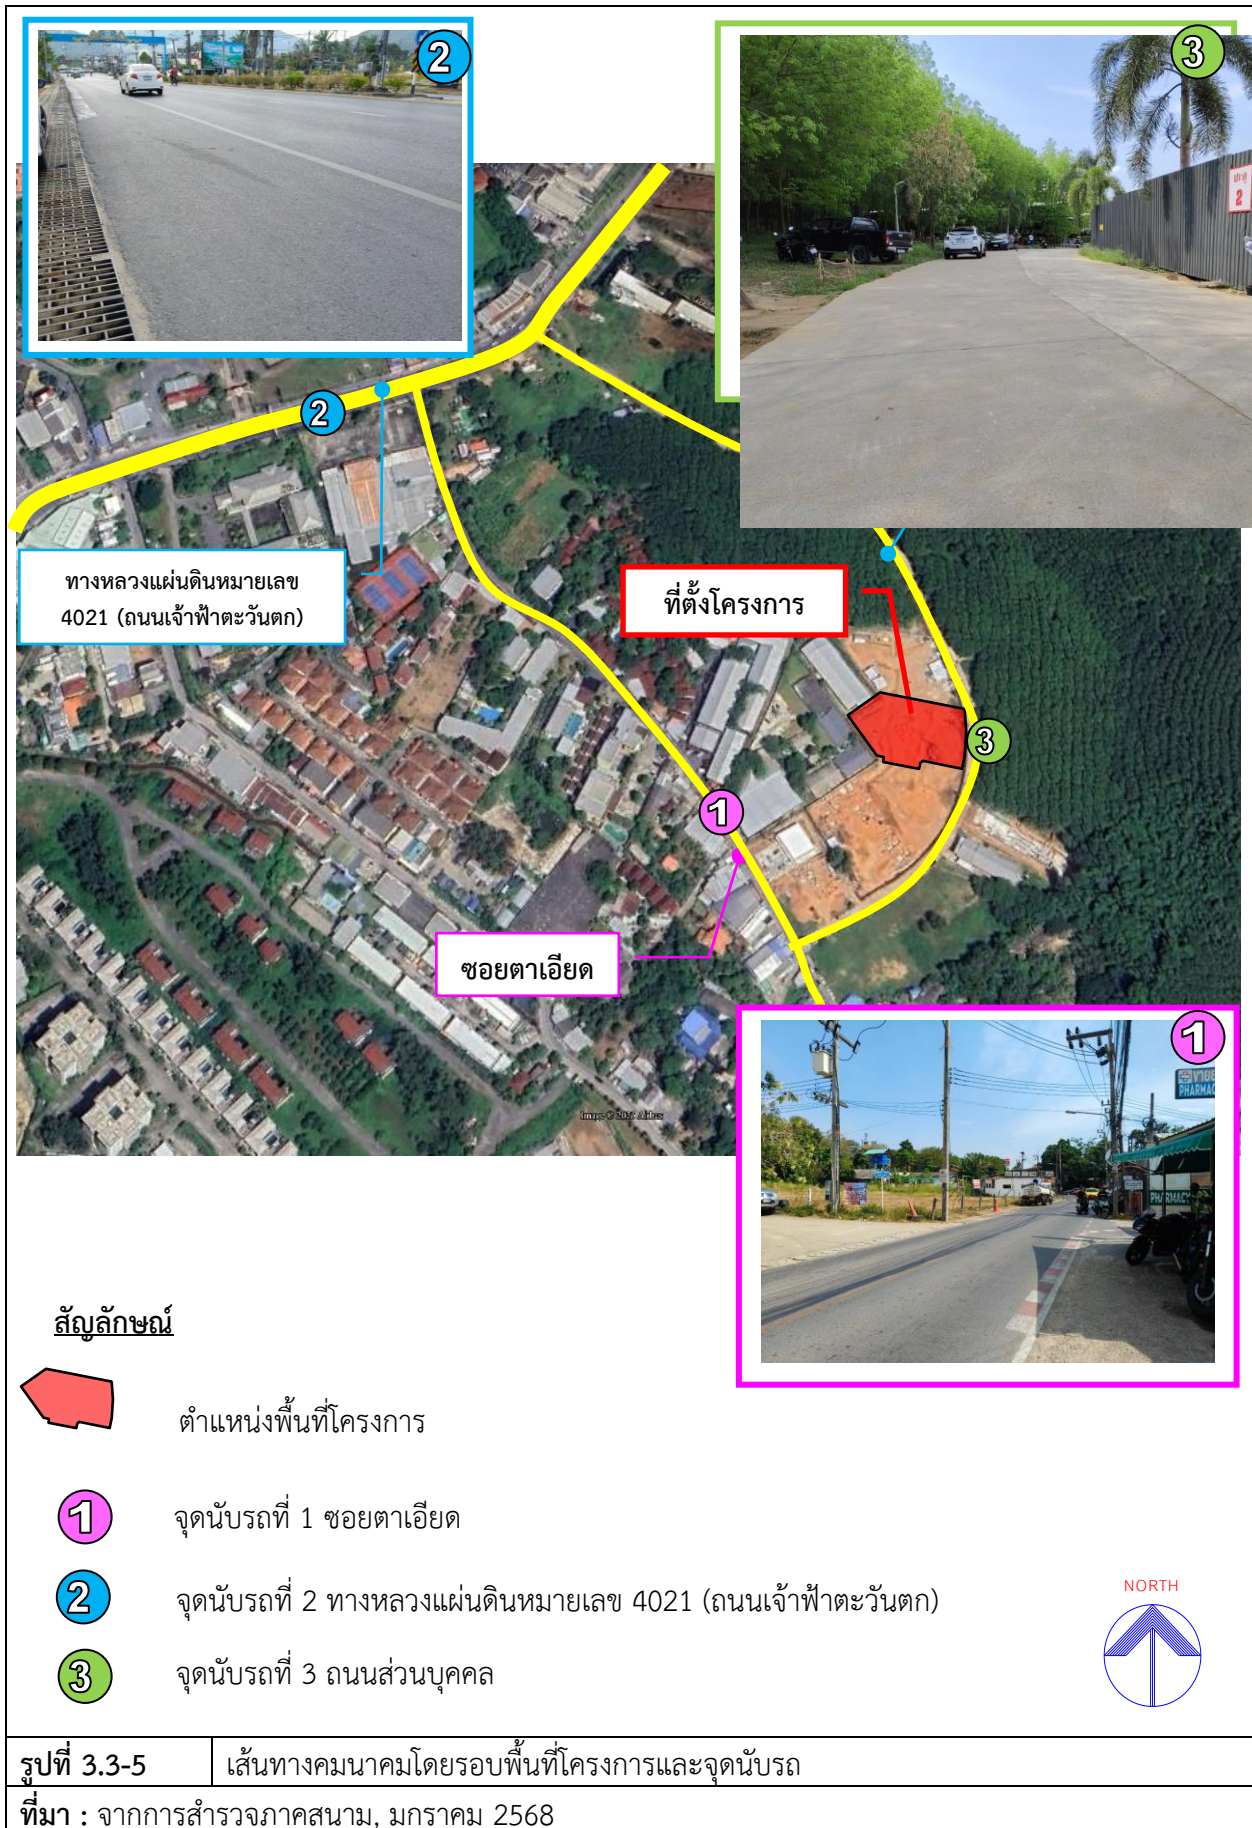 2
3
ประตู
2
2
ทางหลวงแผ่นดินหมายเลข
4021 (ถนนเจ้าฟ้าตะวันตก)
ที่ตั้งโครงการ
3
1
ซอยตาเอียด
1
PHARMAC
PHARMACY
สัญลักษณ์
ตำแหน่งพื้นที่โครงการ
1 จุดนับรถที่ 1 ซอยตาเอียด
2 จุดนับรถที่ 2 ทางหลวงแผ่นดินหมายเลข 4021 (ถนนเจ้าฟ้าตะวันตก)
3 จุดนับรถที่ 3 ถนนส่วนบุคคล
NORTH
รูปที่ 3.3-5 เส้นทางคมนาคมโดยรอบพื้นที่โครงการและจุดนับรถ
ที่มา : จากการสำรวจภาคสนาม, มกราคม 2568